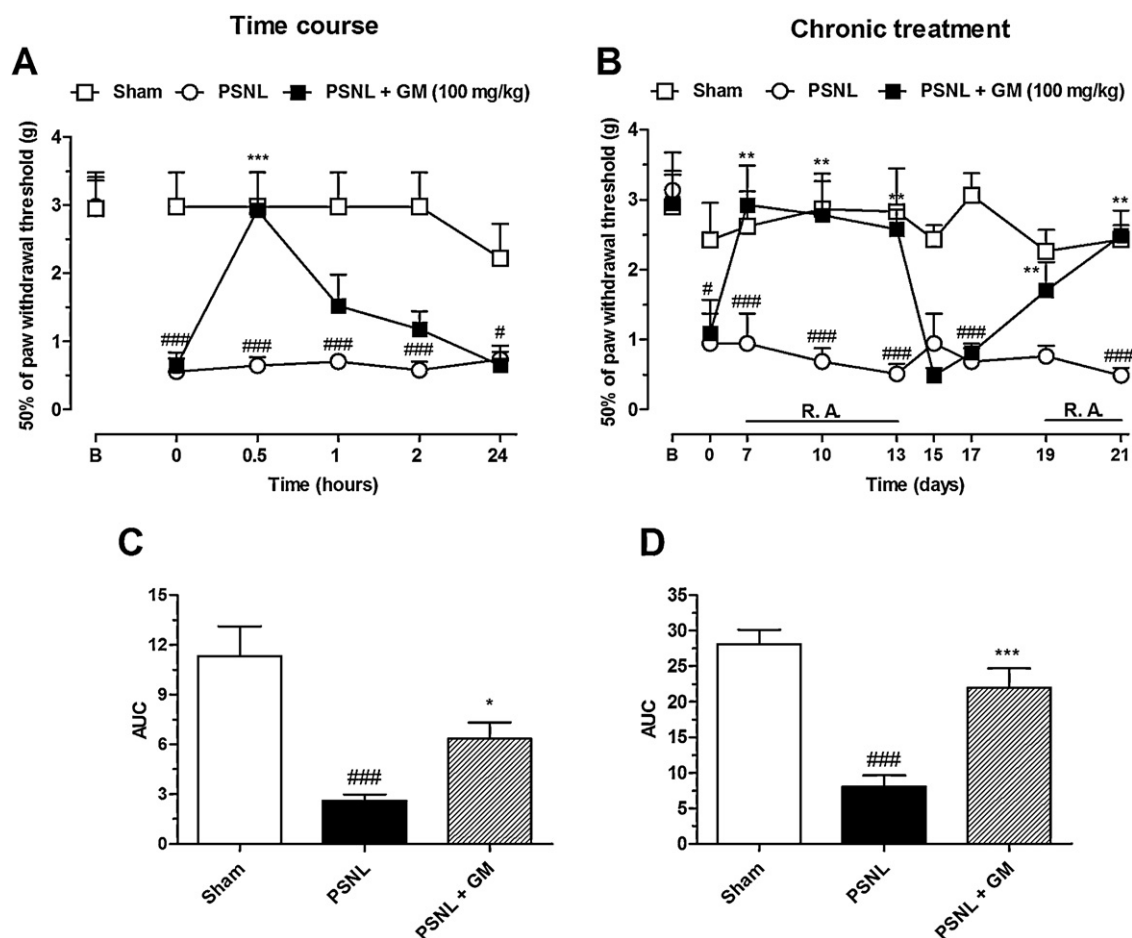 Time course
A
Sham PSNL PSNL + GM (100 mg/kg)
50% of paw withdrawal threshold (g)
4
3
2
1
0
***
### ### ### ### #
B 0 0.5 1 2 24
Time (hours)
Chronic treatment
B
Sham PSNL PSNL + GM (100 mg/kg)
50% of paw withdrawal threshold (g)
4
3
2
1
0
** ** ** ** **
# ### ### ### ### ###
R. A. R. A.
B 0 7 10 13 15 17 19 21
Time (days)
C
AUC
15
12
9
6
3
0
###
*
Sham PSNL PSNL + GM
D
AUC
35
30
25
20
15
10
5
0
###
***
Sham PSNL PSNL + GM